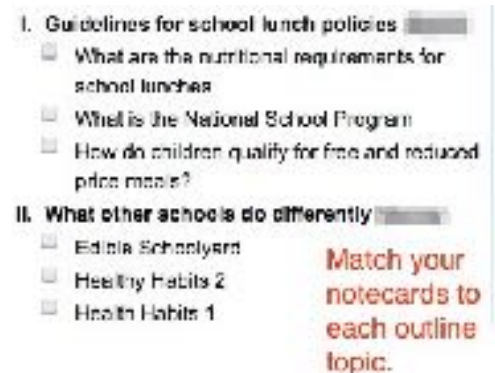 I. Guidelines for school lunch policies
What are the nutritional requirements for
school lunches
What is the National School Program
How do children qualify for free and reduced
price meals?
II. What other schools do differently
Edible Schoolyard
Healthy Habits 2
Health Habits 1
Match your
notecards to
each outline
topic.